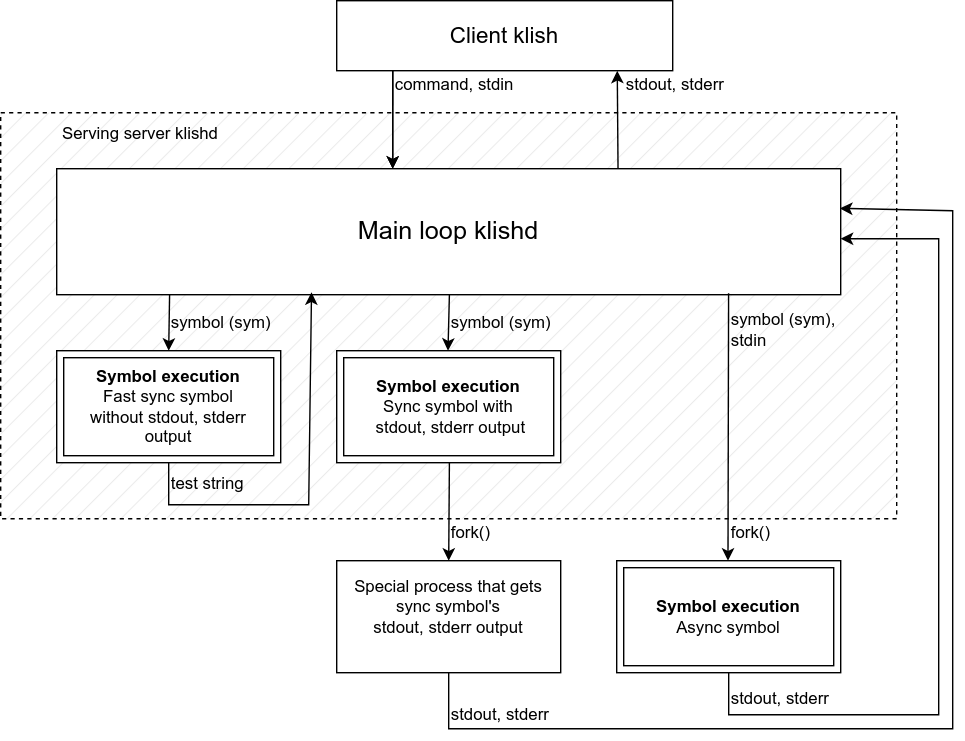 Client klish
command, stdin
stdout, stderr
Serving server klishd
Main loop klishd
symbol (sym)
symbol (sym)
symbol (sym),
stdin
Symbol execution
Fast sync symbol
without stdout, stderr
output
Symbol execution
Sync symbol with
stdout, stderr output
test string
fork()
fork()
Special process that gets
sync symbol's
stdout, stderr output
Symbol execution
Async symbol
stdout, stderr
stdout, stderr